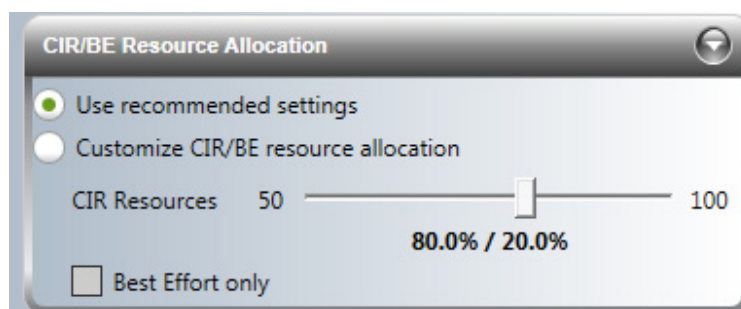 CIR/BE Resource Allocation
Use recommended settings
Customize CIR/BE resource allocation
CIR Resources 50 100
80.0% / 20.0%
Best Effort only